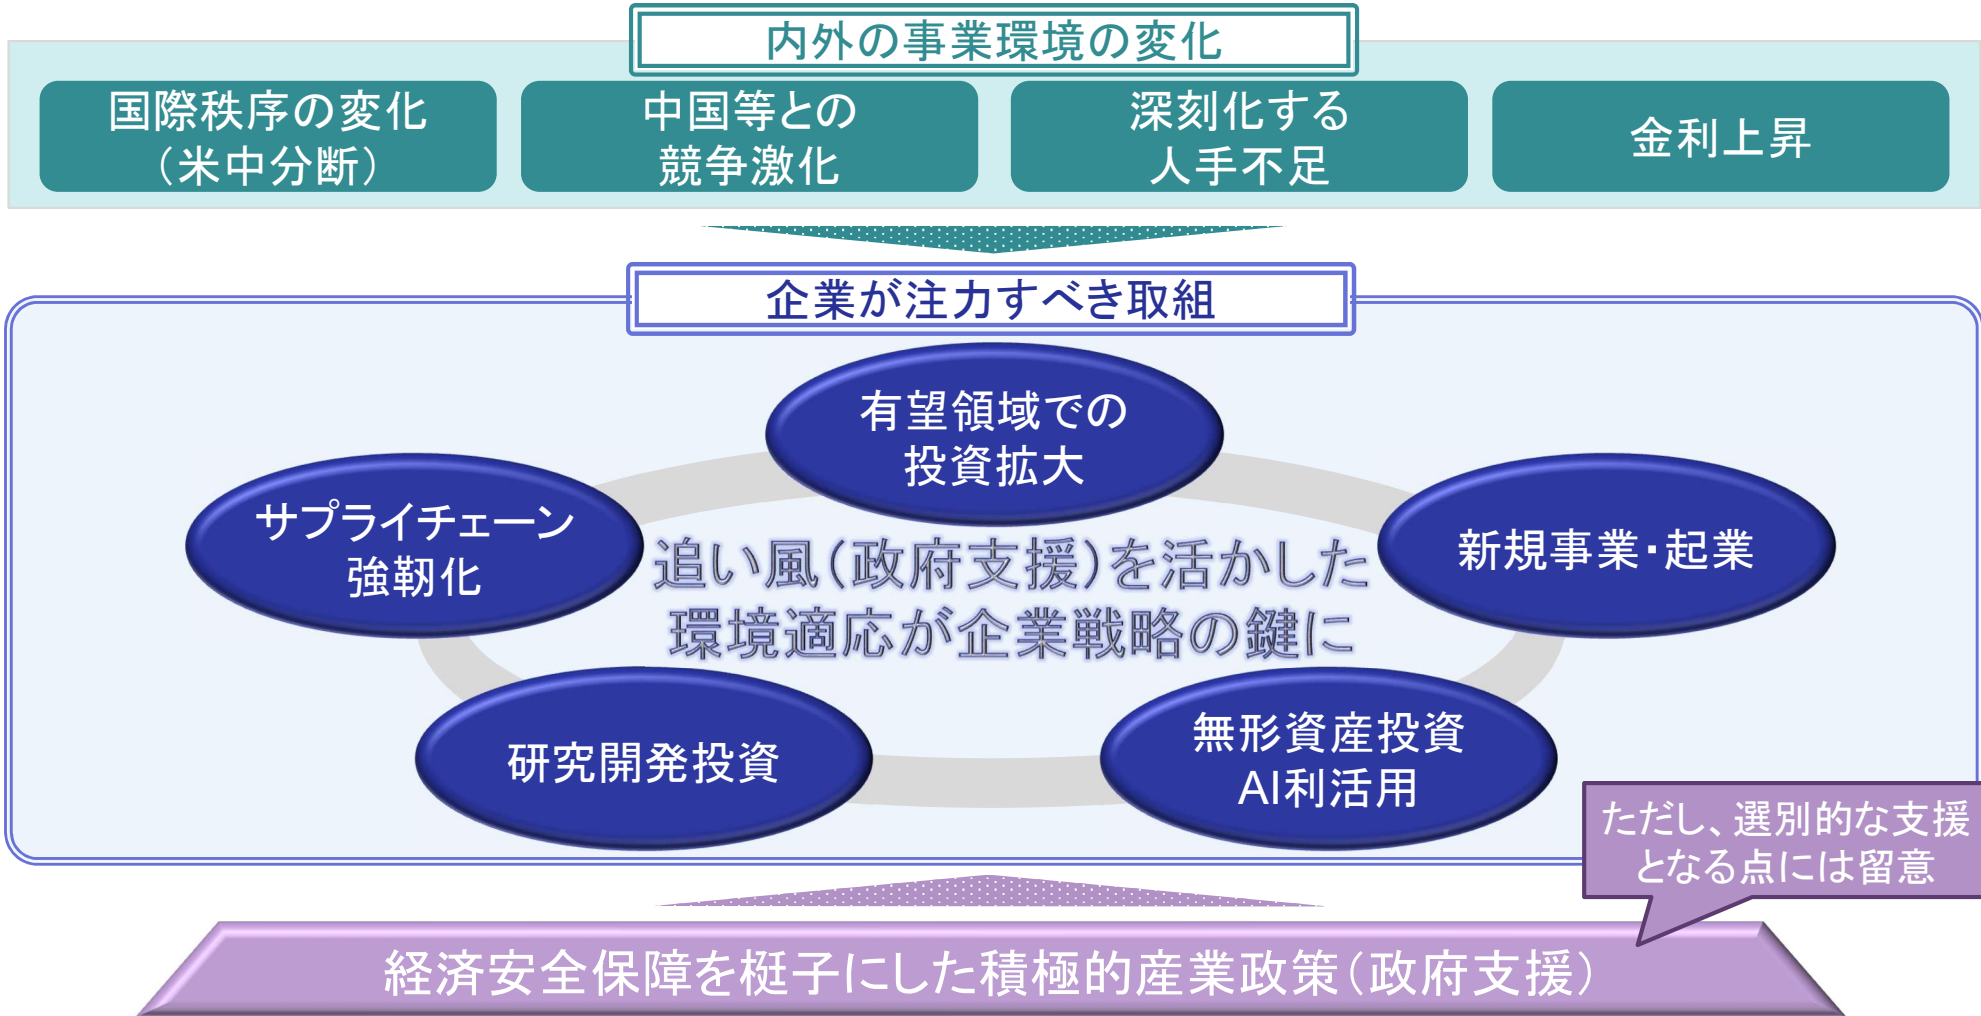 内外の事業環境の変化
国際秩序の変化
（米中分断）
中国等との
競争激化
深刻化する
人手不足
金利上昇
企業が注力すべき取組
有望領域での
投資拡大
サプライチェーン
強靭化
新規事業・起業
追い風（政府支援）を活かした
環境適応が企業戦略の鍵に
研究開発投資
無形資産投資
AI利活用
ただし、選別的な支援
となる点には留意
経済安全保障を梃子にした積極的産業政策（政府支援）